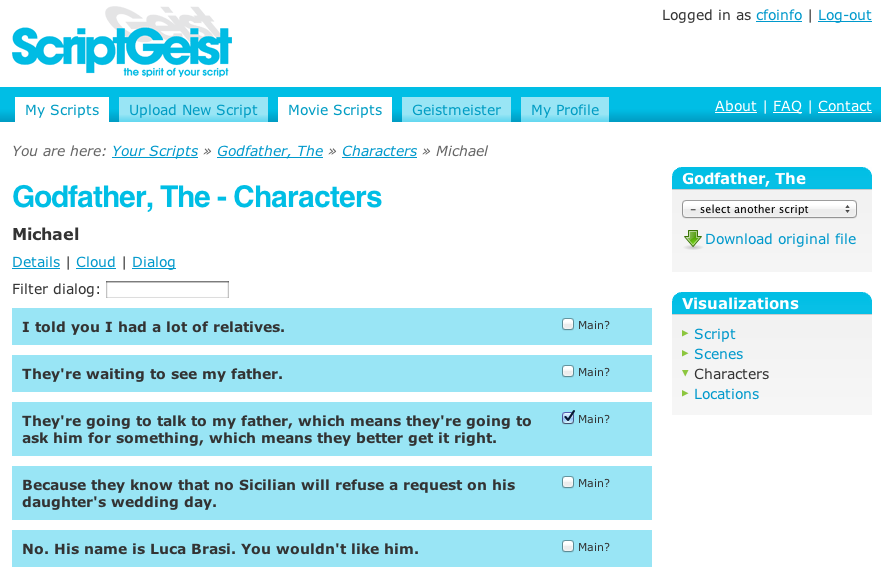 Logged in as cfoinfo | Log-out
Geist
ScriptGeist
the spirit of your script
My Scripts Upload New Script Movie Scripts Geistmeister My Profile About | FAQ | Contact
You are here: Your Scripts » Godfather, The » Characters » Michael
Godfather, The - Characters
Michael
Details | Cloud | Dialog
Filter dialog:
I told you I had a lot of relatives. Main?
They're waiting to see my father. Main?
They're going to talk to my father, which means they're going to Main?
ask him for something, which means they better get it right.
Because they know that no Sicilian will refuse a request on his Main?
daughter's wedding day.
No. His name is Luca Brasi. You wouldn't like him. Main?
Godfather, The
- select another script
Download original file
Visualizations
Script
Scenes
Characters
Locations